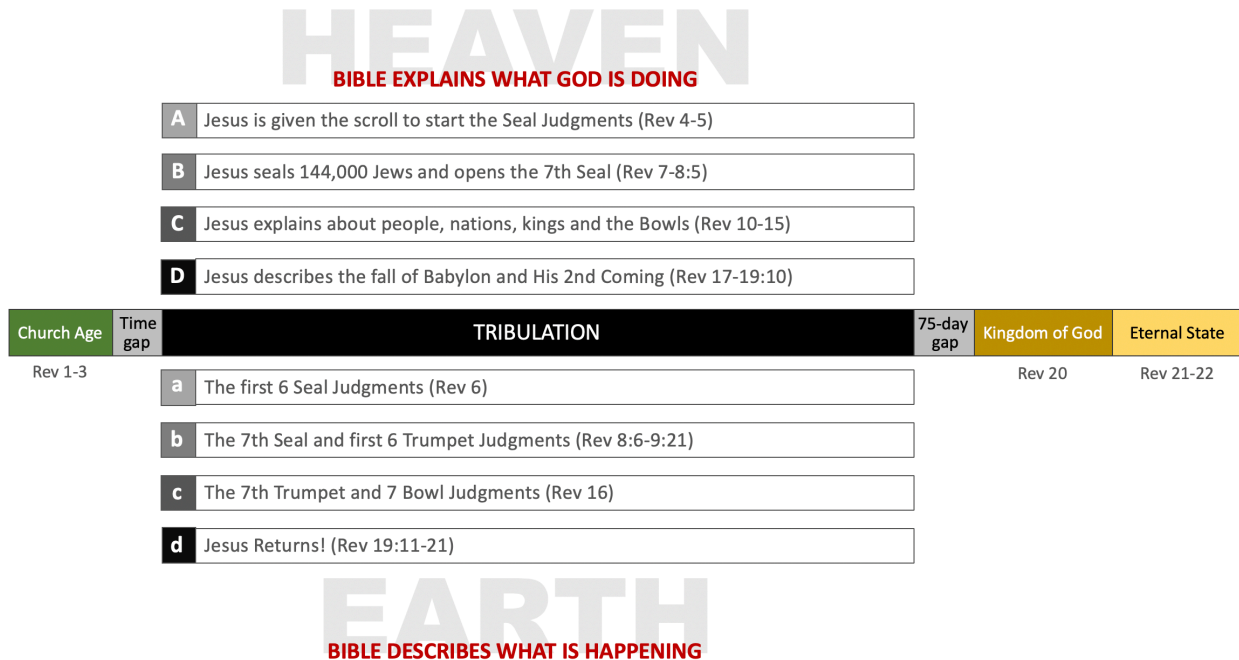 HEAVEN
BIBLE EXPLAINS WHAT GOD IS DOING
A Jesus is given the scroll to start the Seal Judgments (Rev 4-5)
B Jesus seals 144,000 Jews and opens the 7th Seal (Rev 7-8:5)
C Jesus explains about people, nations, kings and the Bowls (Rev 10-15)
D Jesus describes the fall of Babylon and His 2nd Coming (Rev 17-19:10)
Church Age
Time
gap
TRIBULATION
75-day
gap
Kingdom of God
Eternal State
Rev 1-3
Rev 20
Rev 21-22
a The first 6 Seal Judgments (Rev 6)
b The 7th Seal and first 6 Trumpet Judgments (Rev 8:6-9:21)
c The 7th Trumpet and 7 Bowl Judgments (Rev 16)
d Jesus Returns! (Rev 19:11-21)
EARTH
BIBLE DESCRIBES WHAT IS HAPPENING